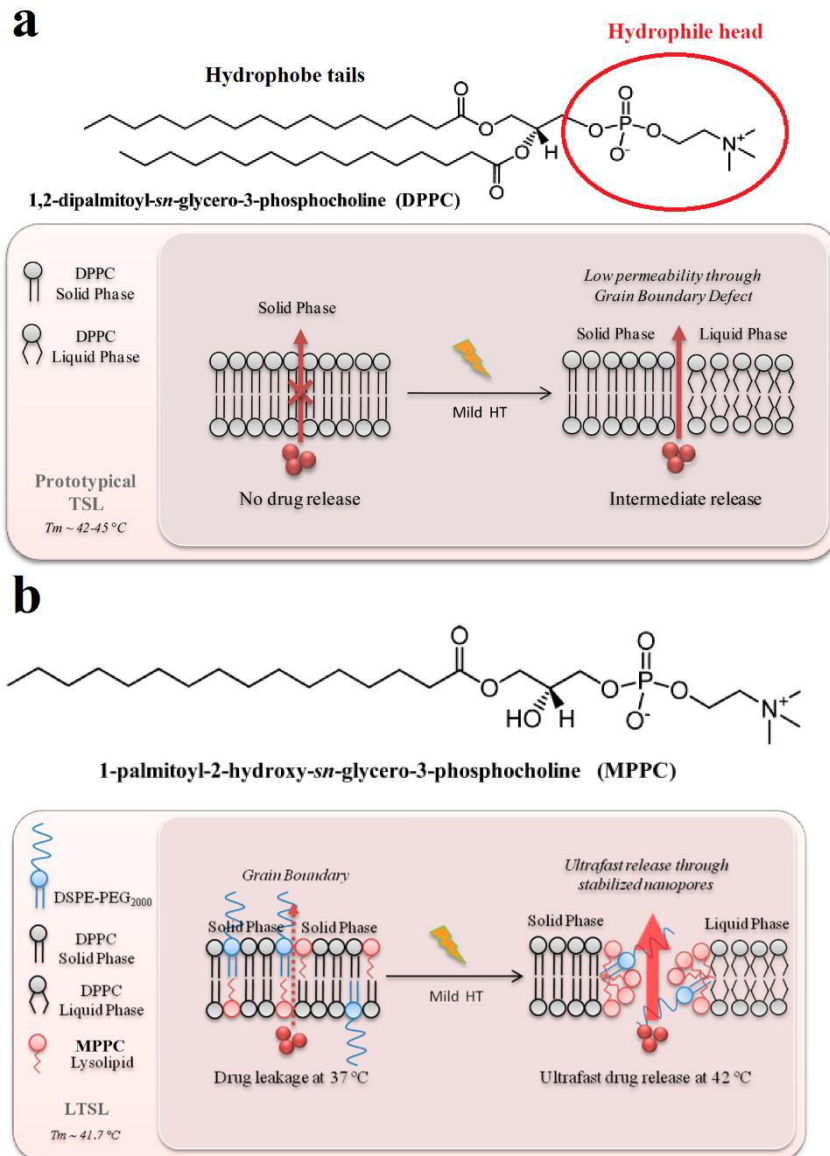 a
Hydrophile head
Hydrophobe tails
O
O
O
O
O
P
O
O-
N+
H
1,2-dipalmitoyl-sn-glycero-3-phosphocholine (DPPC)
DPPC
Solid Phase
DPPC
Liquid Phase
Prototypical
TSL
Tm ~ 42-45 °C
Solid Phase
No drug release
Mild HT
Low permeability through
Grain Boundary Defect
Solid Phase
Liquid Phase
Intermediate release
b
O
O
O
O
P
O
O-
N+
HO
H
1-palmitoyl-2-hydroxy-sn-glycero-3-phosphocholine (MPPC)
DSPE-PEG2000
DPPC
Solid Phase
DPPC
Liquid Phase
MPPC
Lysolipid
LTSL
Tm ~ 41.7 °C
Grain Boundary
Solid Phase
Solid Phase
Drug leakage at 37 °C
Mild HT
Ultrafast release through
stabilized nanopores
Solid Phase
Liquid Phase
Ultrafast drug release at 42 °C